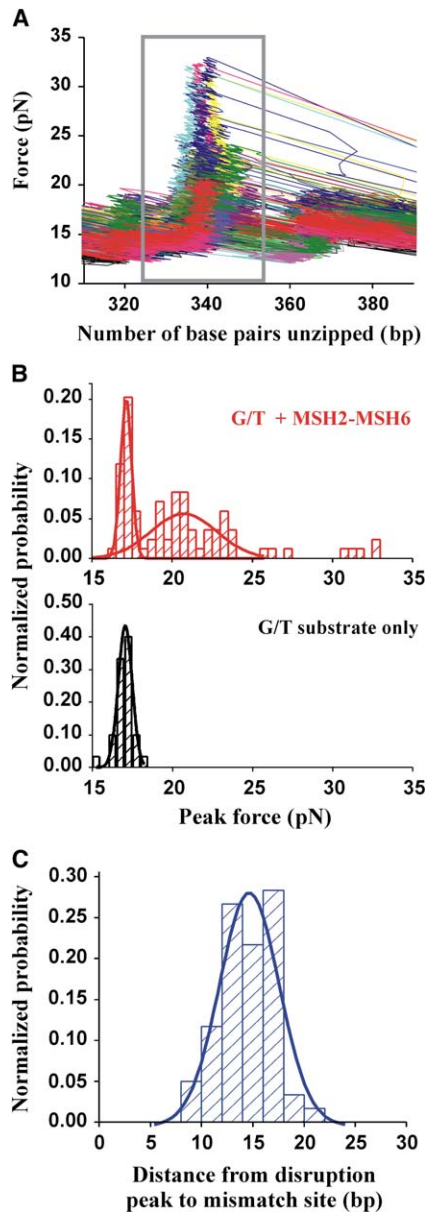 A
35
30
25
20
15
10
Force (pN)
320 340 360 380
Number of base pairs unzipped (bp)
B
0.20
0.15
0.10
0.05
0.00
G/T + MSH2-MSH6
15 20 25 30 35
Normalized probability
0.50
0.40
0.30
0.20
0.10
0.00
G/T substrate only
15 20 25 30 35
Peak force (pN)
C
0.30
0.25
0.20
0.15
0.10
0.05
0.00
Normalized probability
0 5 10 15 20 25 30
Distance from disruption
peak to mismatch site (bp)